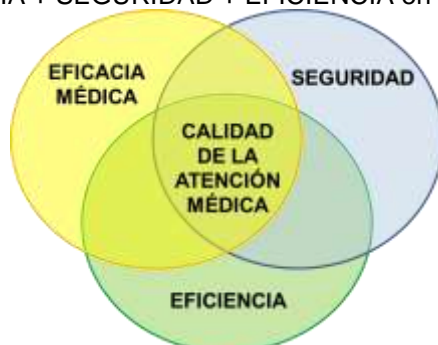 + SEGURIDAD + EFICIENCIA
EFICACIA
MÉDICA
SEGURIDAD
CALIDAD
DE LA
ATENCIÓN
MÉDICA
EFICIENCIA